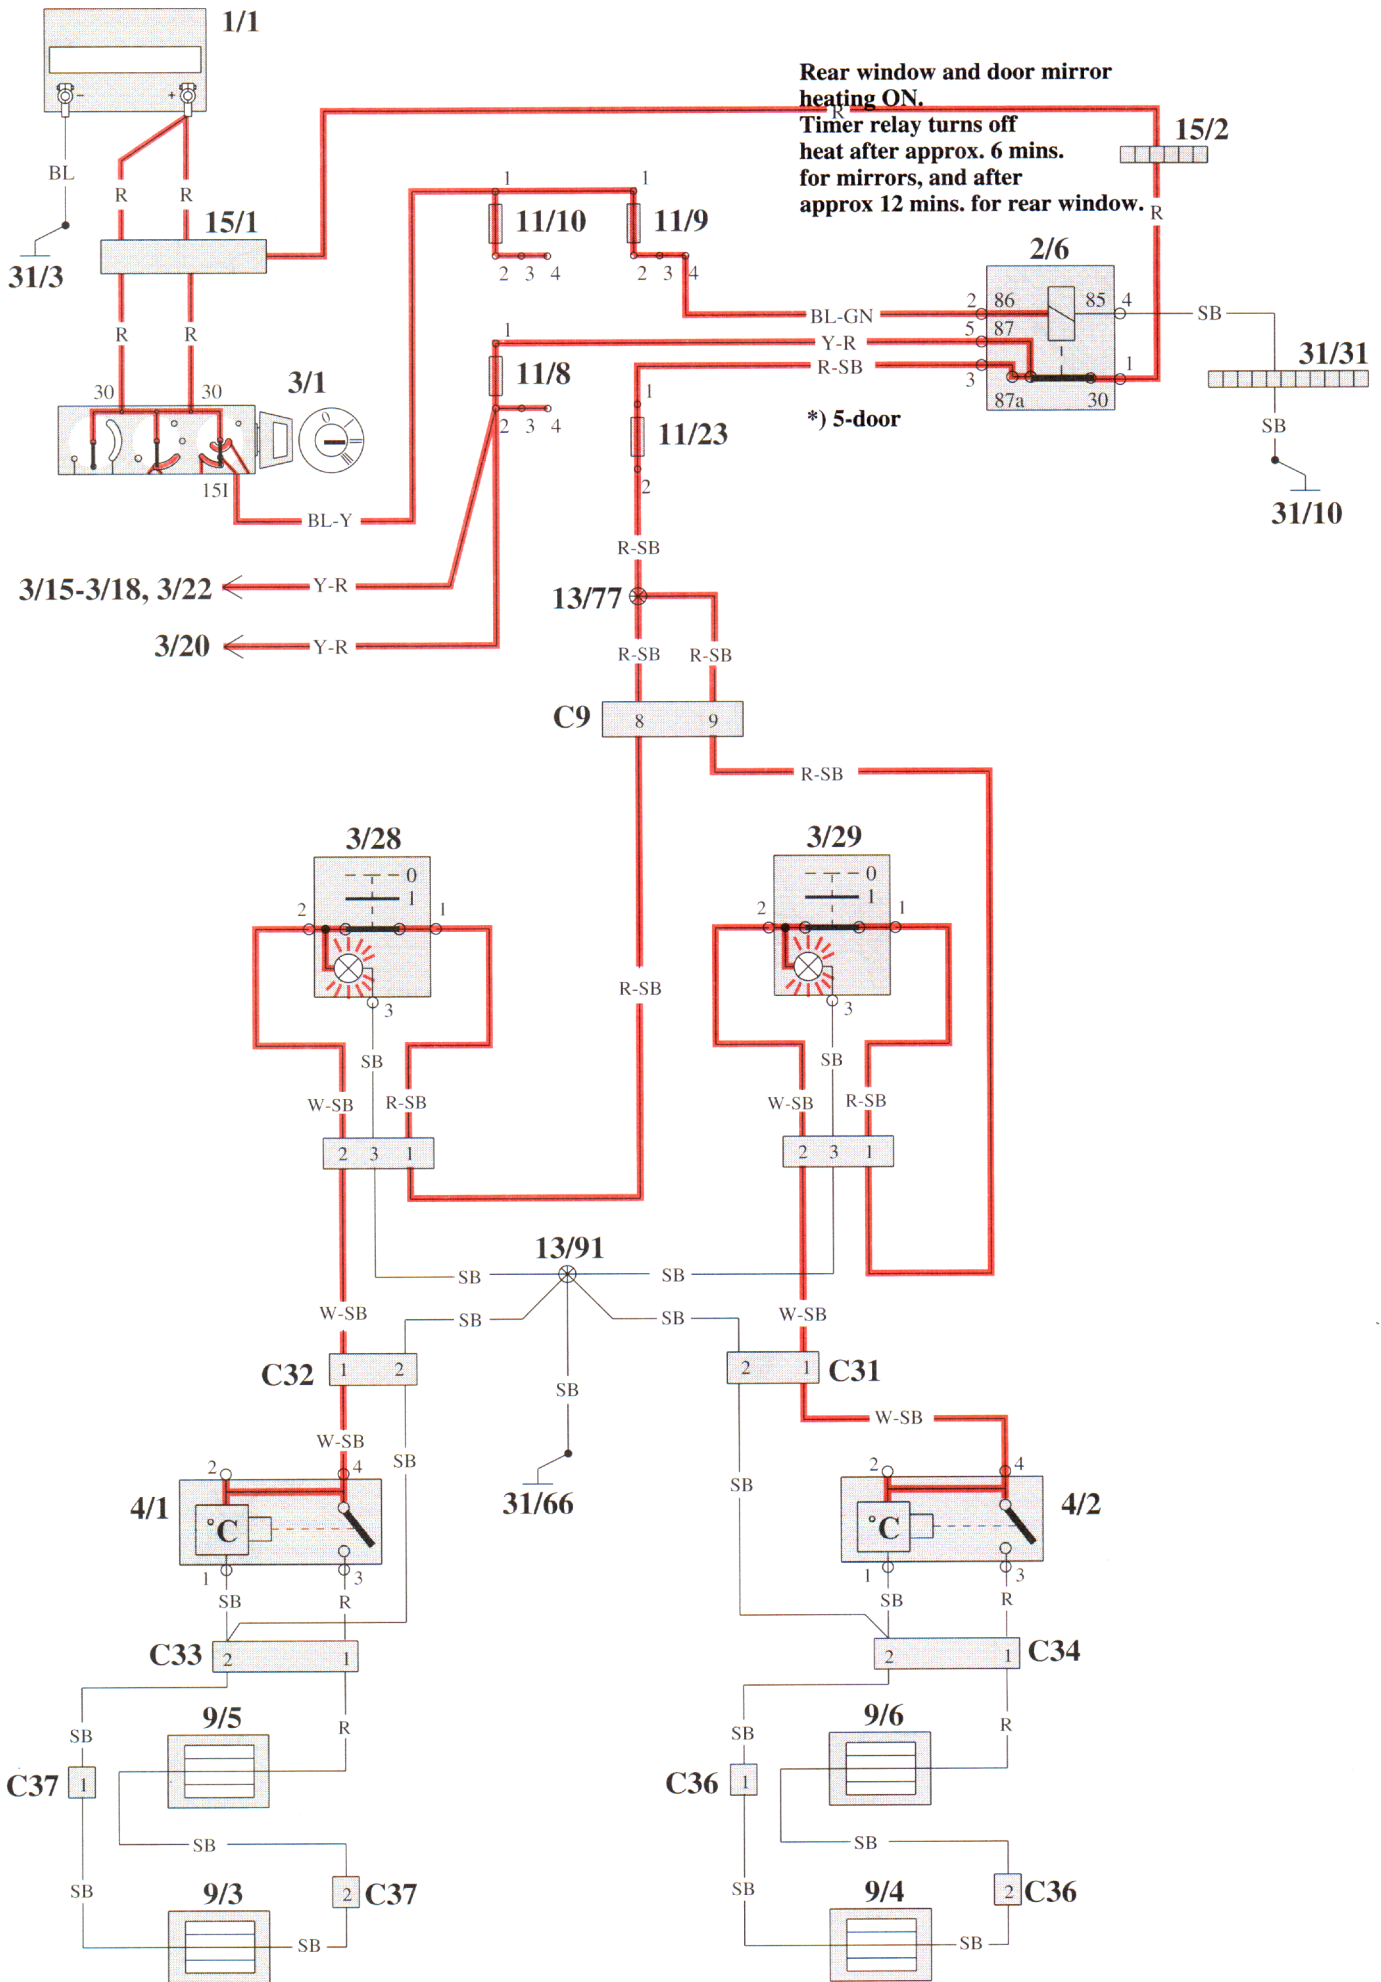 1/1
Rear window and door mirror
heating ON.
R
Timer relay turns off
heat after approx. 6 mins.
for mirrors, and after
approx 12 mins. for rear window.
- +
15/2
BL
R R
R
1 1
15/1
11/10 11/9
2/6
31/3
2 3 4 2 3 4
2 86 85 4
BL-GN
SB
R R
1
5 87
Y-R
R-SB
31/31
3/1
11/8
1
3
1
30 30
0
87a 30
2 3 4
*) 5-door
11/23
SB
15I
2
BL-Y
31/10
R-SB
3/15-3/18, 3/22
Y-R
13/77
3/20
Y-R
R-SB R-SB
C9
8 9
R-SB
3/28 3/29
0 0
1 1
2 1 2 1
R-SB
3 3
SB SB
W-SB R-SB W-SB R-SB
2 3 1 2 3 1
13/91
SB SB
W-SB
SB SB
W-SB
C32
1 2
2 1
C31
SB
W-SB
W-SB
SB
2 4
2 4
SB
4/1
31/66
4/2
°C °C
1 3 1 3
SB R
SB R
C33
2 1
2 1
C34
9/5 9/6
SB R SB R
C37
1
C36
1
SB SB
9/3
SB
2
C37
9/4
SB
2
C36
SB SB